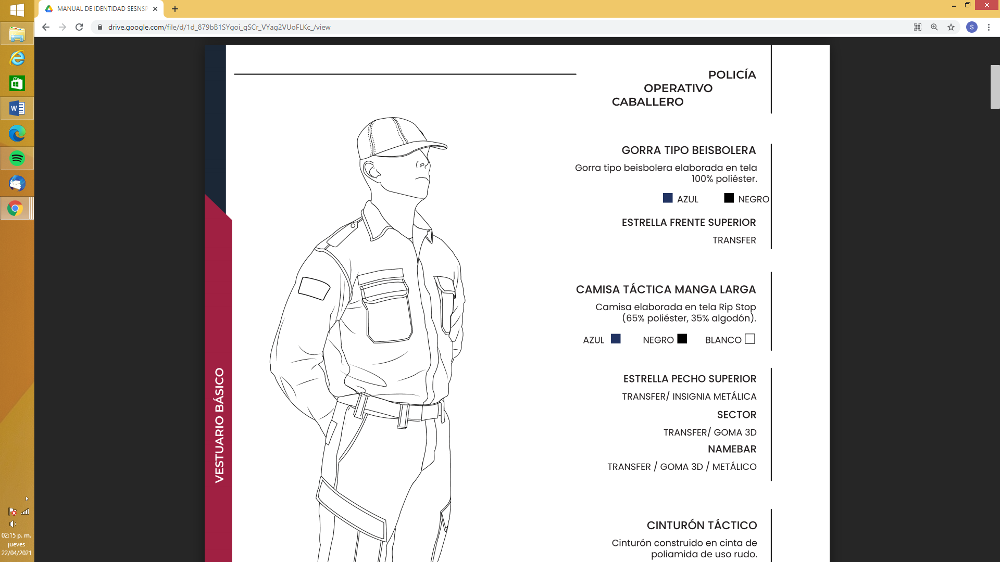 MANUAL DE IDENTIDAD SESNSP
drive.google.com/file/d/1d_879bB1SYgoi_gSCr_VYag2VUoFLKc_/view
S
POLICÍA
OPERATIVO
CABALLERO
GORRA TIPO BEISBOLERA
Gorra tipo beisbolera elaborada en tela
100% poliéster.
AZUL NEGRO
ESTRELLA FRENTE SUPERIOR
TRANSFER
CAMISA TÁCTICA MANGA LARGA
Camisa elaborada en tela Rip Stop
(65% poliéster, 35% algodón).
AZUL NEGRO BLANCO
ESTRELLA PECHO SUPERIOR
TRANSFER/ INSIGNIA METÁLICA
SECTOR
TRANSFER/ GOMA 3D
NAMEBAR
TRANSFER / GOMA 3D / METÁLICO
CINTURÓN TÁCTICO
Cinturón construido en cinta de
poliamida de uso rudo.
VESTUARIO BÁSICO
02:15 p. m.
jueves
22/04/2021